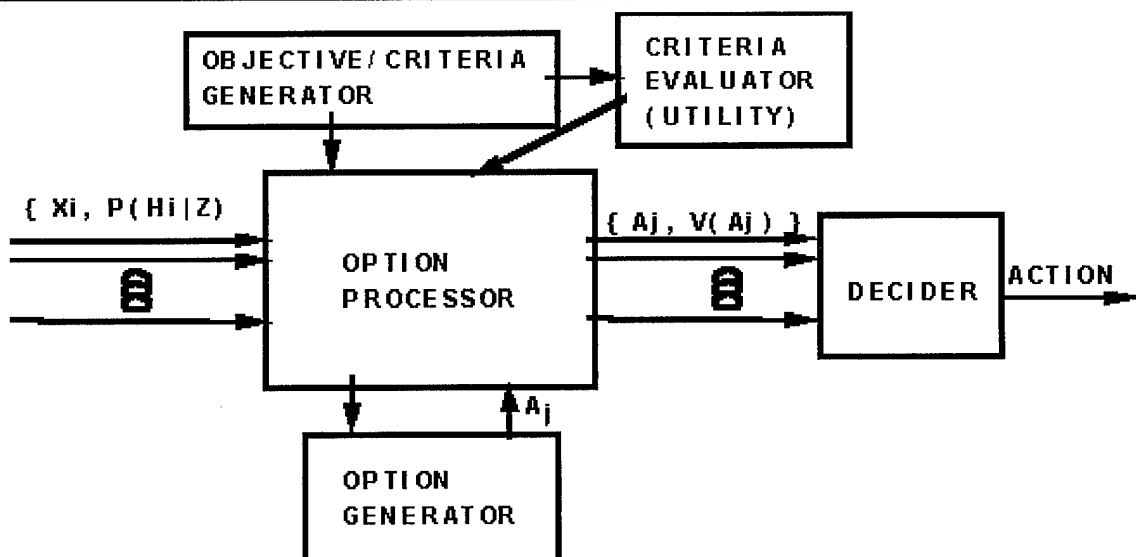 OBJECTIVE/CRITERIA
GENERATOR
CRITERIA
EVALUATOR
(UTILITY)
{ Xi, P(Hi|Z)
OPTION
PROCESSOR
{ Aj, V(Aj) }
DECIDER
ACTION
Aj
OPTION
GENERATOR